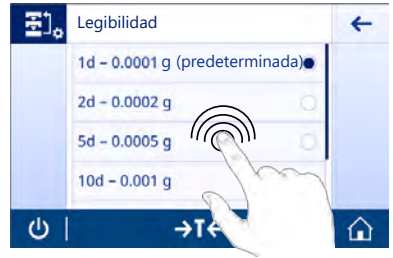 Legibilidad
1d – 0.0001 g (predeterminada)
2d – 0.0002 g
5d – 0.0005 g
10d – 0.001 g
→T←